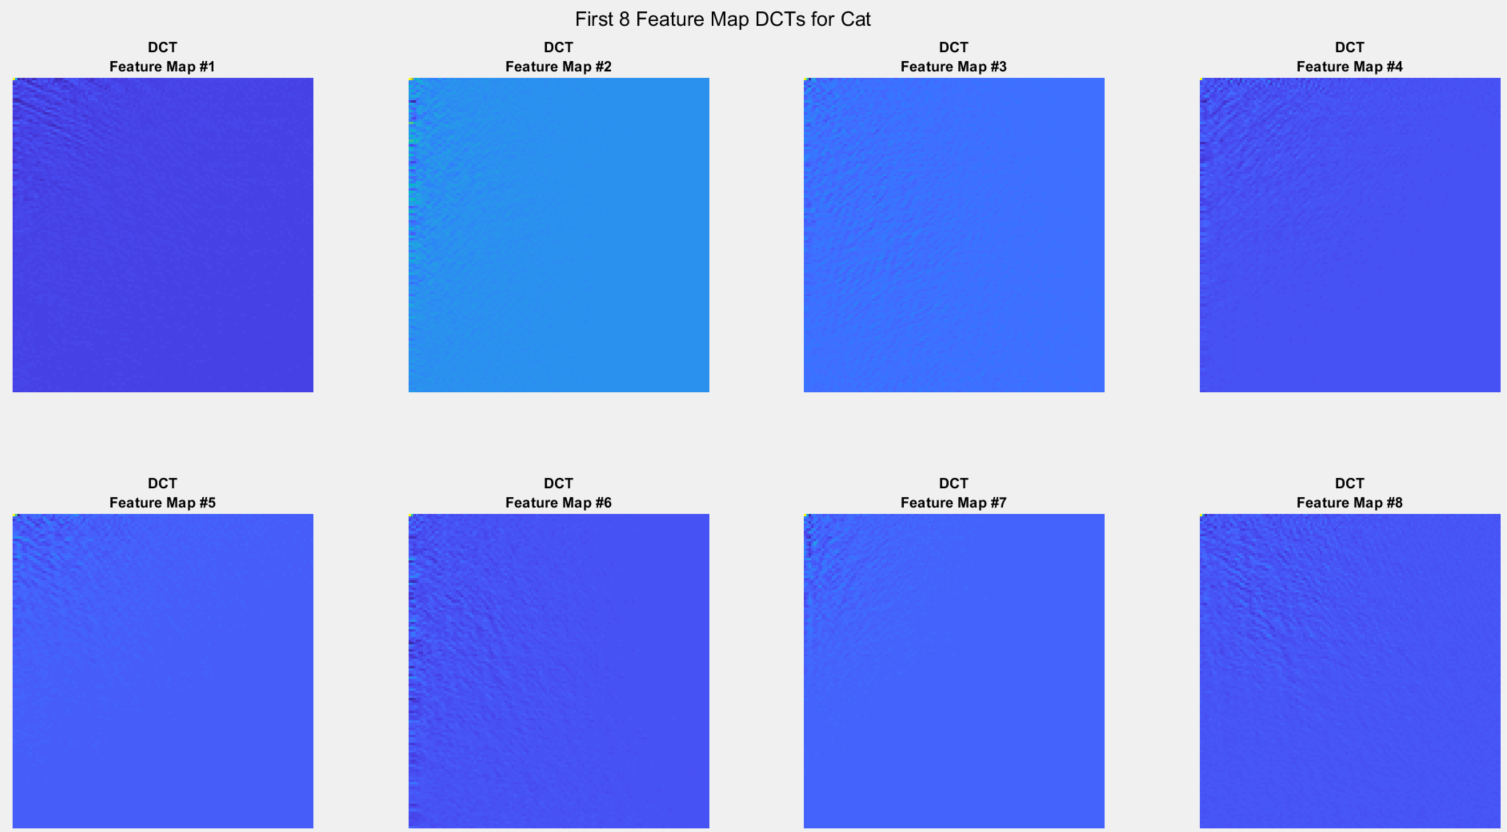 First 8 Feature Map DCTs for Cat
DCT
Feature Map #1
DCT
Feature Map #2
DCT
Feature Map #3
DCT
Feature Map #4
DCT
Feature Map #5
DCT
Feature Map #6
DCT
Feature Map #7
DCT
Feature Map #8